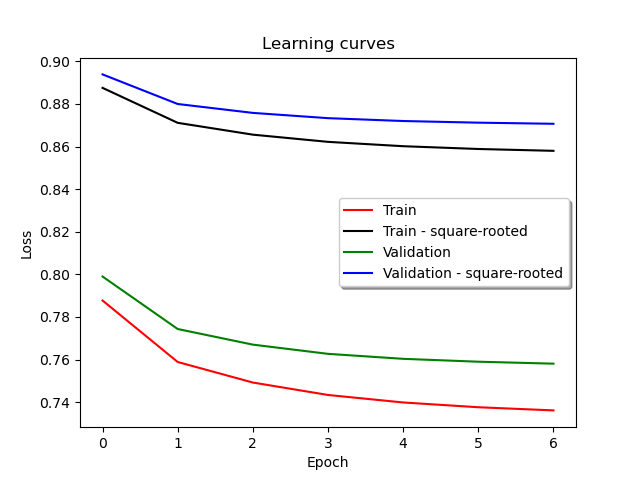 Learning curves
0.90
0.88
0.86
0.84
0.82
0.80
0.78
0.76
0.74
Loss
Train
Train - square-rooted
Validation
Validation - square-rooted
0 1 2 3 4 5 6
Epoch